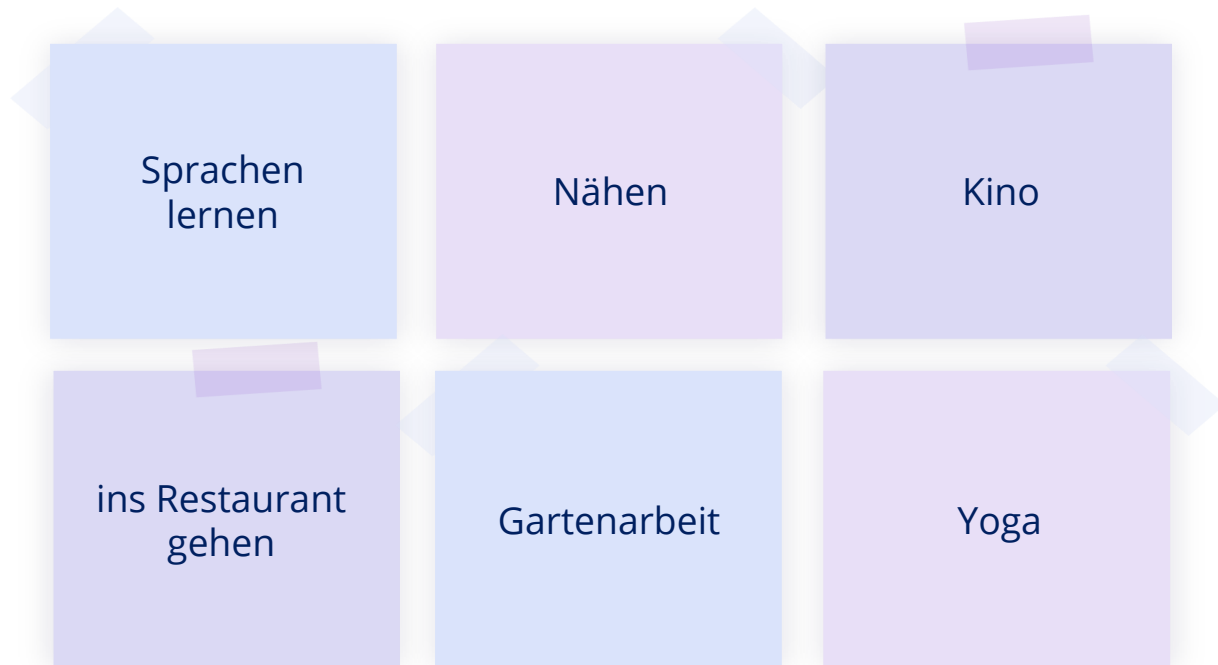 Sprachen
lernen
Nähen
Kino
ins Restaurant
gehen
Gartenarbeit
Yoga